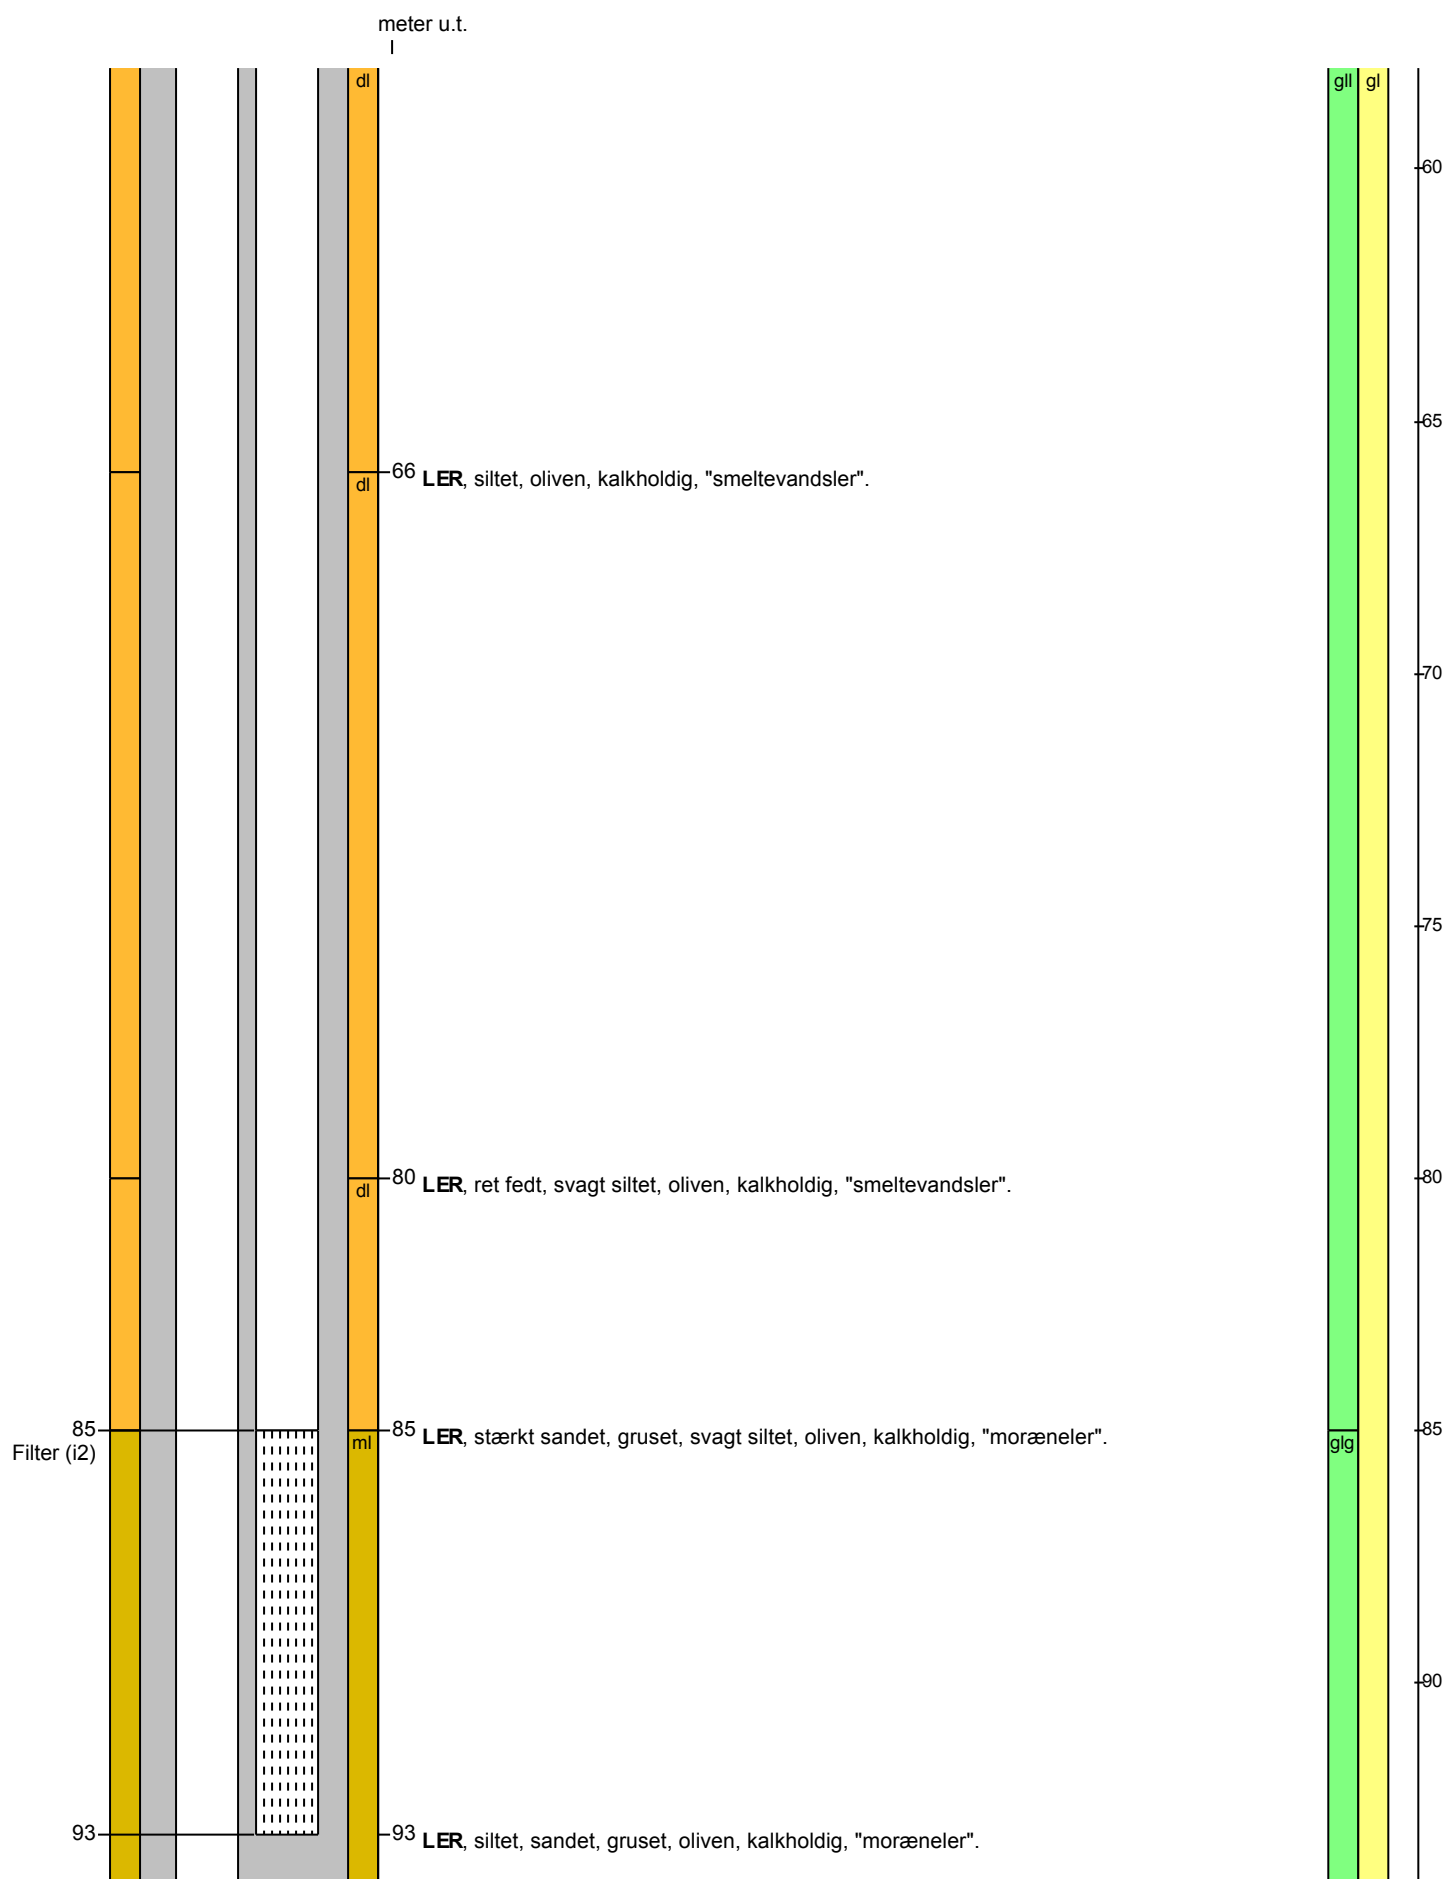 meter u.t.
dl gll gl
60
65
66 LER, siltet, oliven, kalkholdig, "smeltevandsler".
dl
70
75
80 LER, ret fedt, svagt siltet, oliven, kalkholdig, "smeltevandsler". 80
dl
85 85 LER, stærkt sandet, gruset, svagt siltet, oliven, kalkholdig, "moræneler". 85
Filter (i2) ml glg
90
93 93 LER, siltet, sandet, gruset, oliven, kalkholdig, "moræneler".